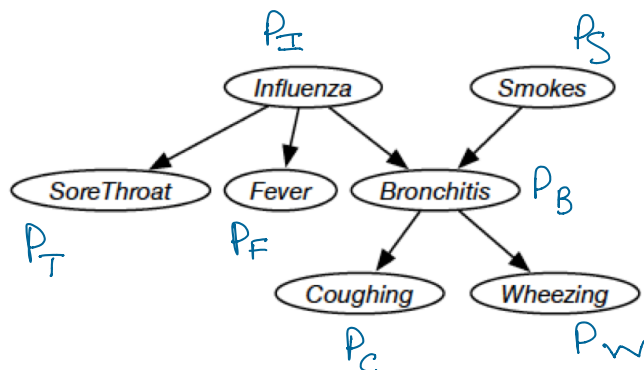 P_I P_S
Influenza Smokes
SoreThroat Fever Bronchitis P_B
P_T P_F
Coughing Wheezing
P_C P_W